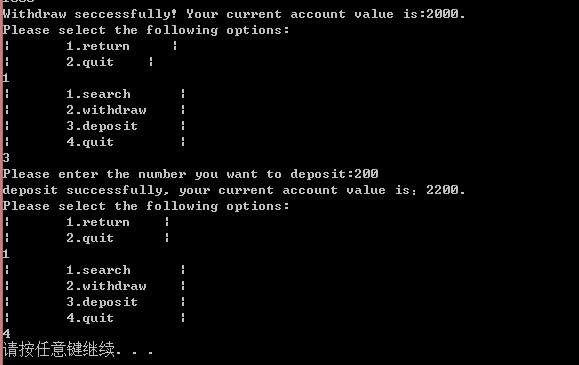 Withdraw seccessfully! Your current account value is:2000.
Please select the following options:
¦ 1.return ¦
¦ 2.quit ¦
1
¦ 1.search ¦
¦ 2.withdraw ¦
¦ 3.deposit ¦
¦ 4.quit ¦
3
Please enter the number you want to deposit:200
deposit successfully, your current account value is：2200.
Please select the following options:
¦ 1.return ¦
¦ 2.quit ¦
1
¦ 1.search ¦
¦ 2.withdraw ¦
¦ 3.deposit ¦
¦ 4.quit ¦
4
请按任意键继续. . .